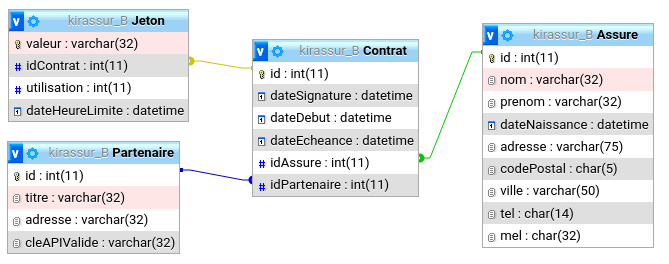 v kirassur_B Jeton
valeur : varchar(32)
# idContrat : int(11)
# utilisation : int(11)
dateHeureLimite : datetime
v kirassur_B Partenaire
id : int(11)
titre : varchar(32)
adresse : varchar(32)
cleAPIValide : varchar(32)
v kirassur_B Contrat
id : int(11)
dateSignature : datetime
dateDebut : datetime
dateEcheance : datetime
# idAssure : int(11)
# idPartenaire : int(11)
v kirassur_B Assure
id : int(11)
nom : varchar(32)
prenom : varchar(32)
dateNaissance : datetime
adresse : varchar(75)
codePostal : char(5)
ville : varchar(50)
tel : char(14)
mel : char(32)